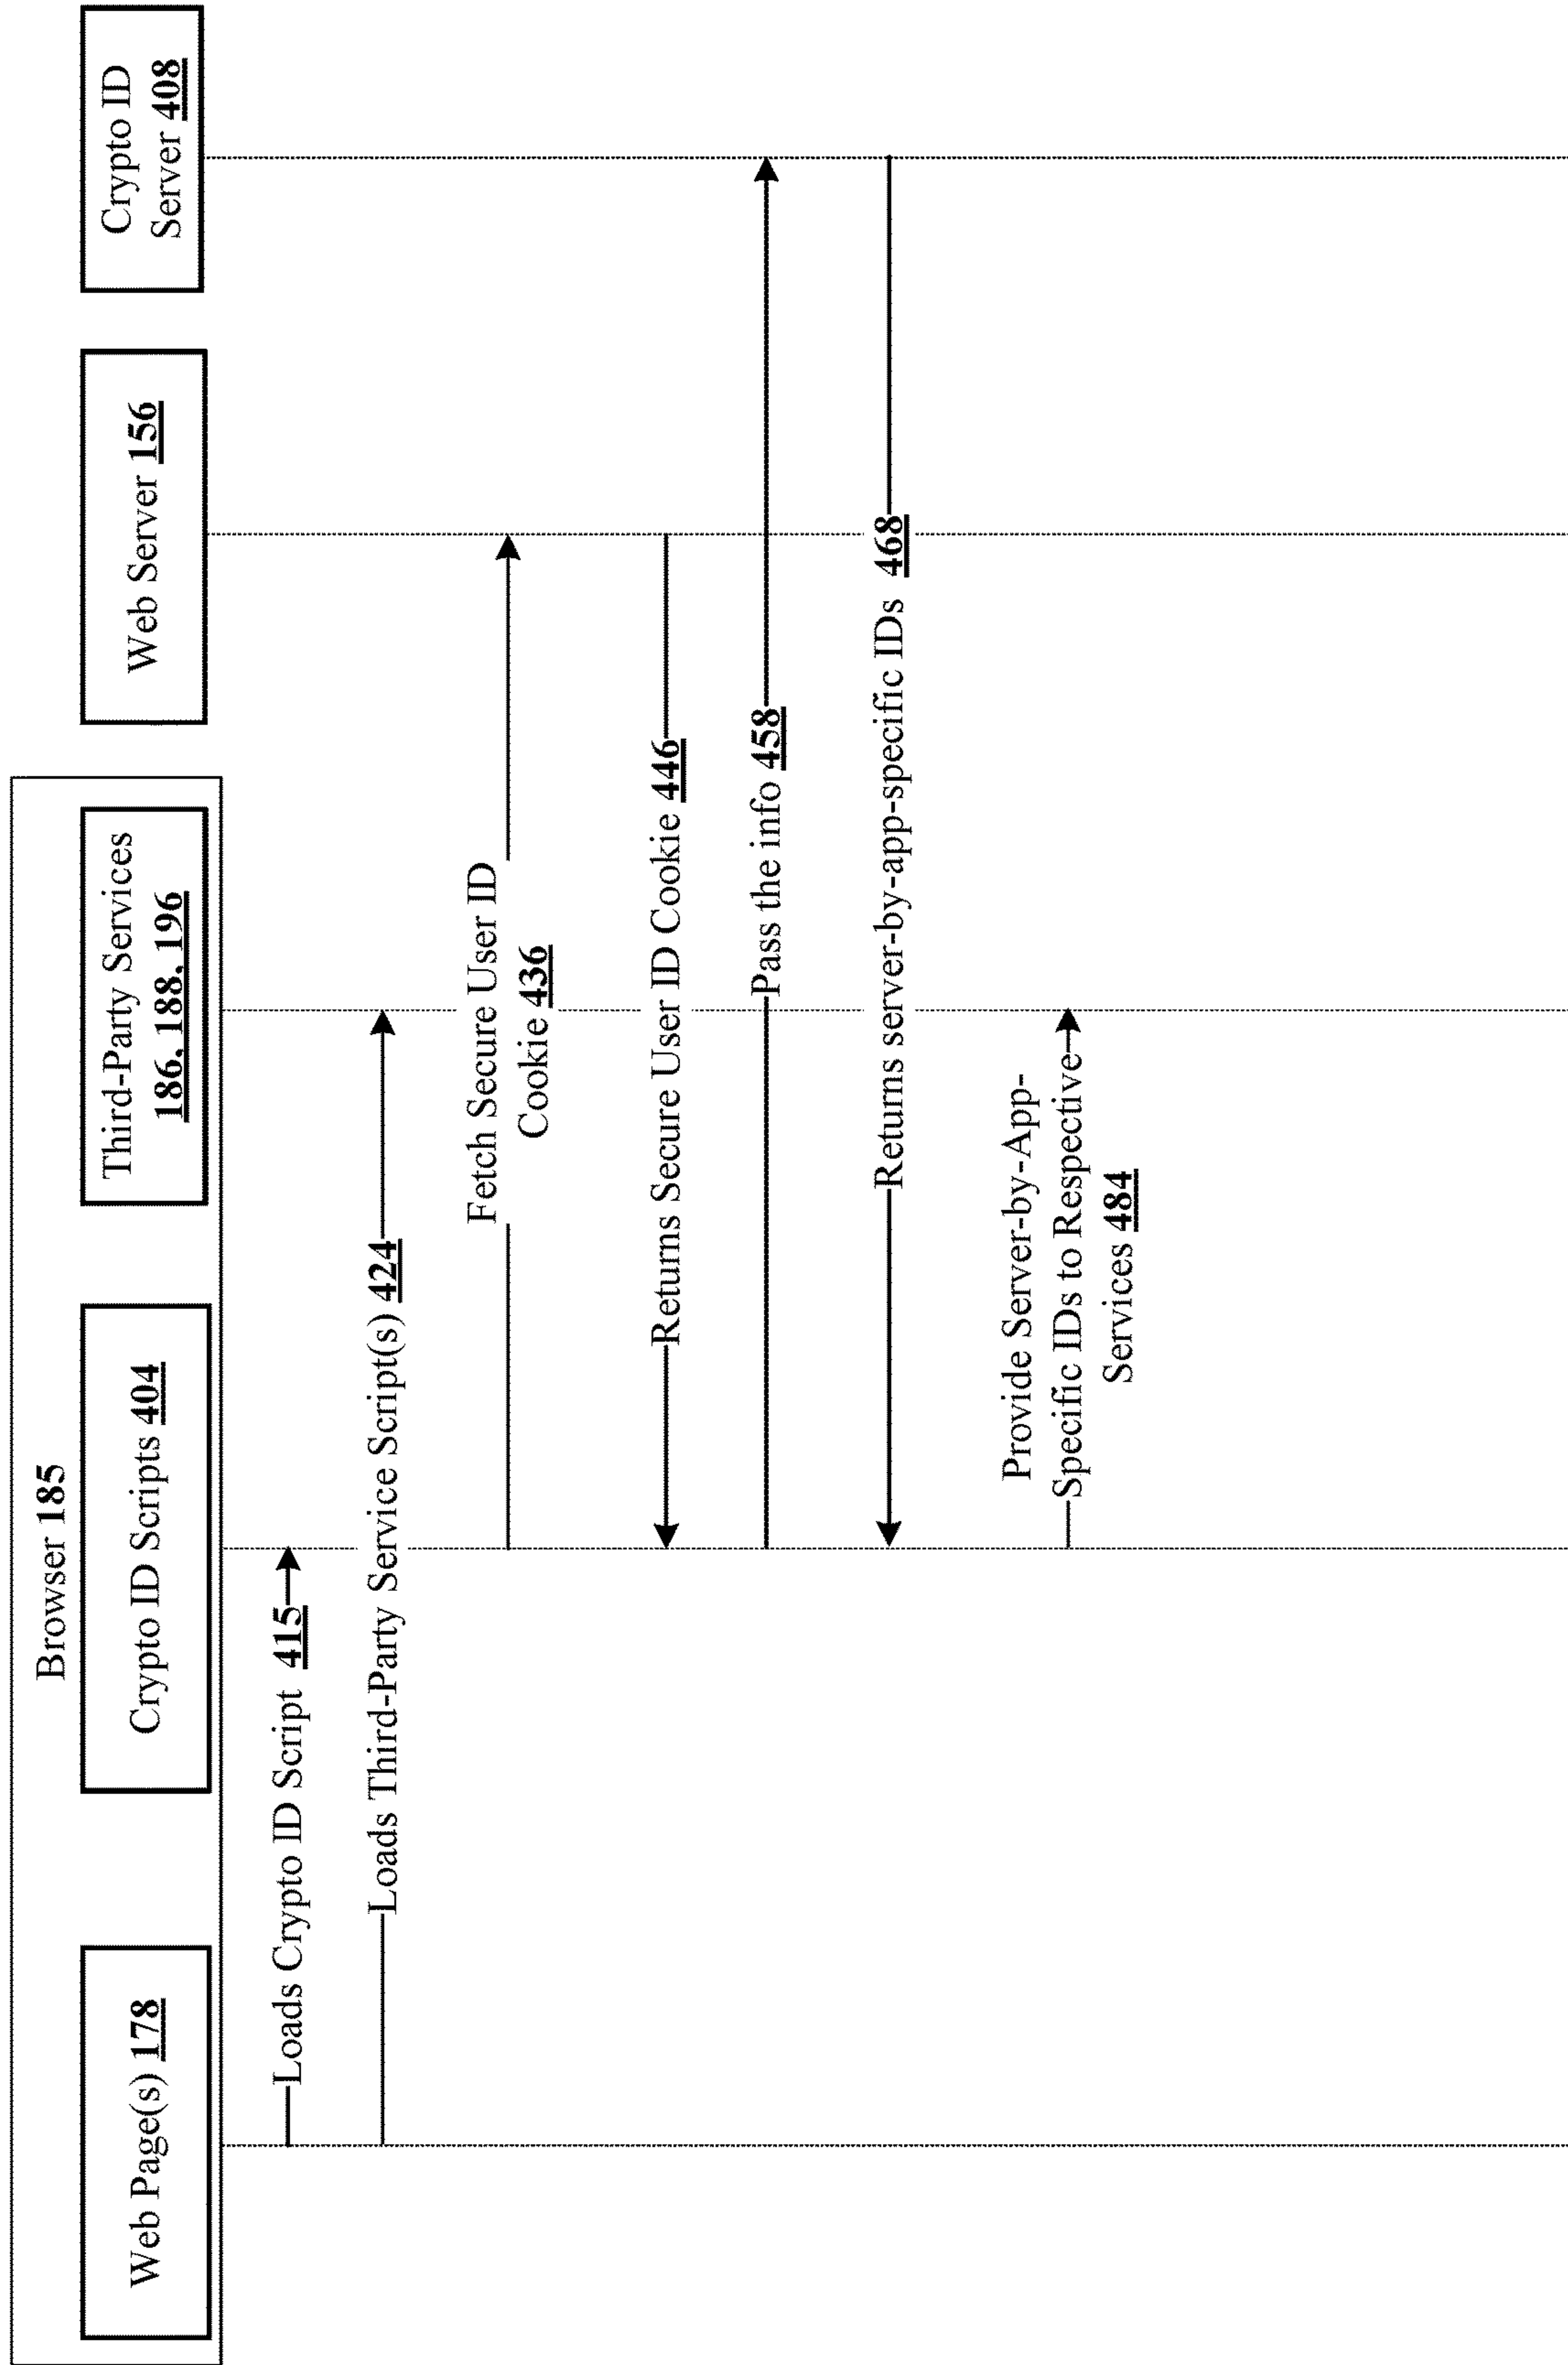 Browser 185
Web Page(s) 178
Crypto ID Scripts 404
Third-Party Services
186, 188, 196
Web Server 156
Crypto ID
Server 408
Loads Crypto ID Script 415
Loads Third-Party Service Script(s) 424
Fetch Secure User ID
Cookie 436
Returns Secure User ID Cookie 446
Pass the info 458
Returns server-by-app-specific IDs 468
Provide Server-by-App-
Specific IDs to Respective
Services 484